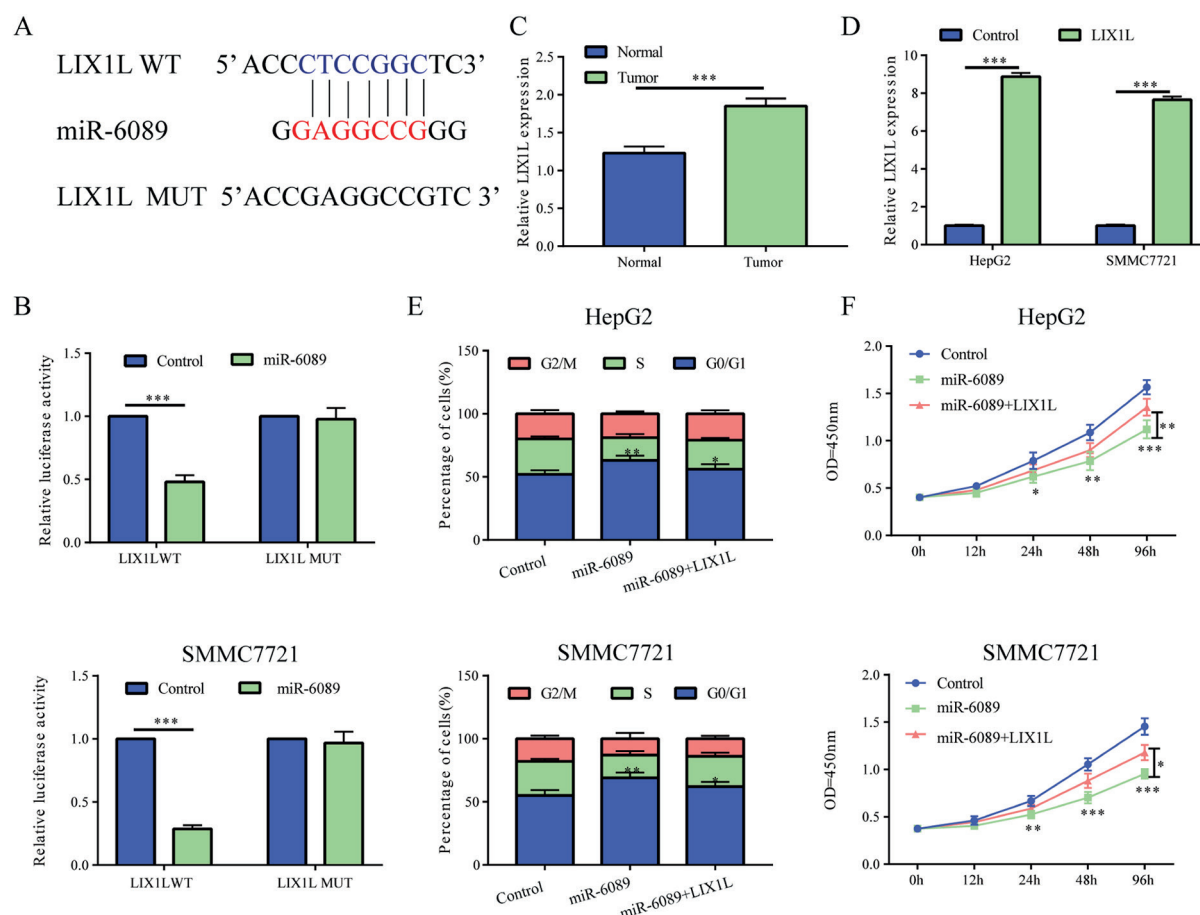 A
LIX1L WT 5’ ACCCTCCGGCTC3’
miR-6089 GGAGGCCGGG
LIX1L MUT 5’ACCGAGGCCGTC 3’
C
Relative LIX1L expression
2.5
2.0
1.5
1.0
0.5
0.0
Normal
Tumor
***
Normal Tumor
D
Control LIX1L
Relative LIX1L expression
10
8
6
4
2
0
***
***
HepG2 SMMC7721
B
Relative luciferase activity
1.5
1.0
0.5
0.0
Control miR-6089
***
LIX1LWT LIX1L MUT
SMMC7721
Relative luciferase activity
1.5
1.0
0.5
0.0
Control miR-6089
***
LIX1LWT LIX1L MUT
E
HepG2
Percentage of cells(%)
150
100
50
0
G2/M S G0/G1
**
*
Control miR-6089 miR-6089+LIX1L
SMMC7721
Percentage of cells(%)
150
100
50
0
G2/M S G0/G1
**
*
Control miR-6089 miR-6089+LIX1L
F
HepG2
OD=450nm
2.0
1.5
1.0
0.5
0.0
Control
miR-6089
miR-6089+LIX1L
*
**
***
**
0h 12h 24h 48h 96h
SMMC7721
OD=450nm
2.0
1.5
1.0
0.5
0.0
Control
miR-6089
miR-6089+LIX1L
**
***
***
*
0h 12h 24h 48h 96h